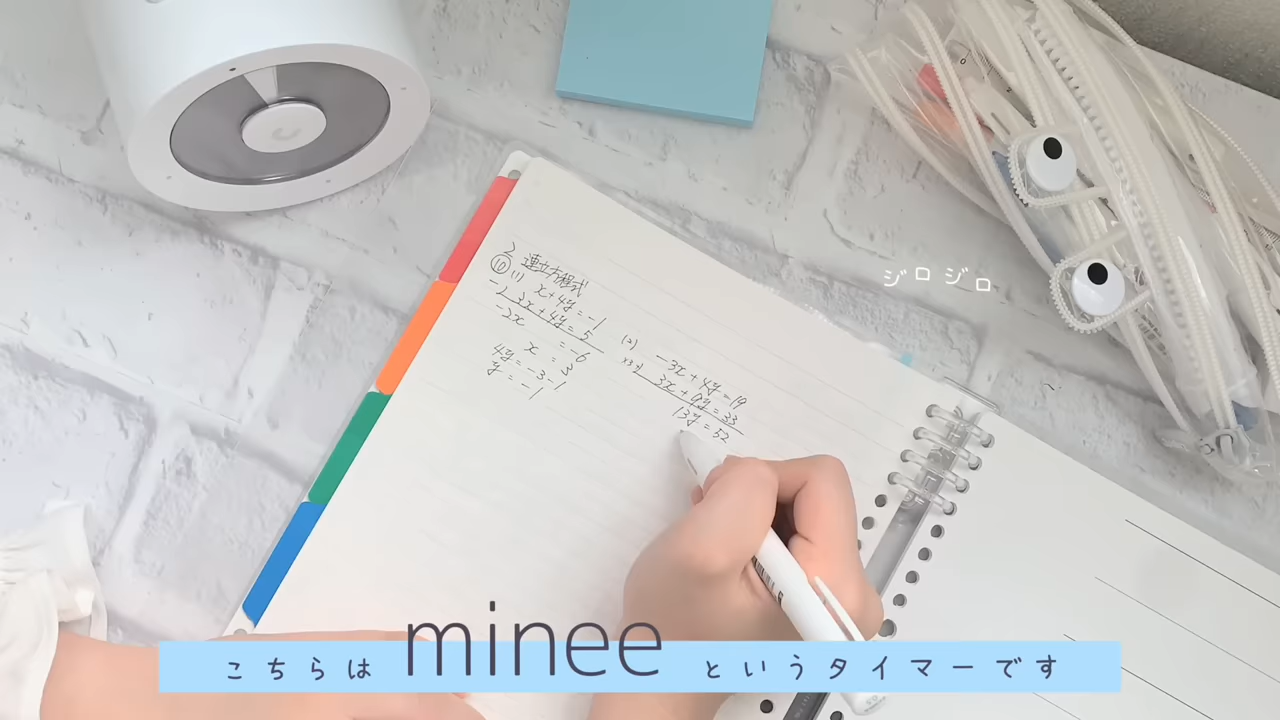 ジロジロ
2
⑩ 連立方程式
(1) x+4y=-1
-) 3x+4y=5
-2x = -6
x = 3
4y=-3-1
y = -1
(2) -3x+4y=19
×3→ 3x+9y=33
13y=52
こちらは minee というタイマーです